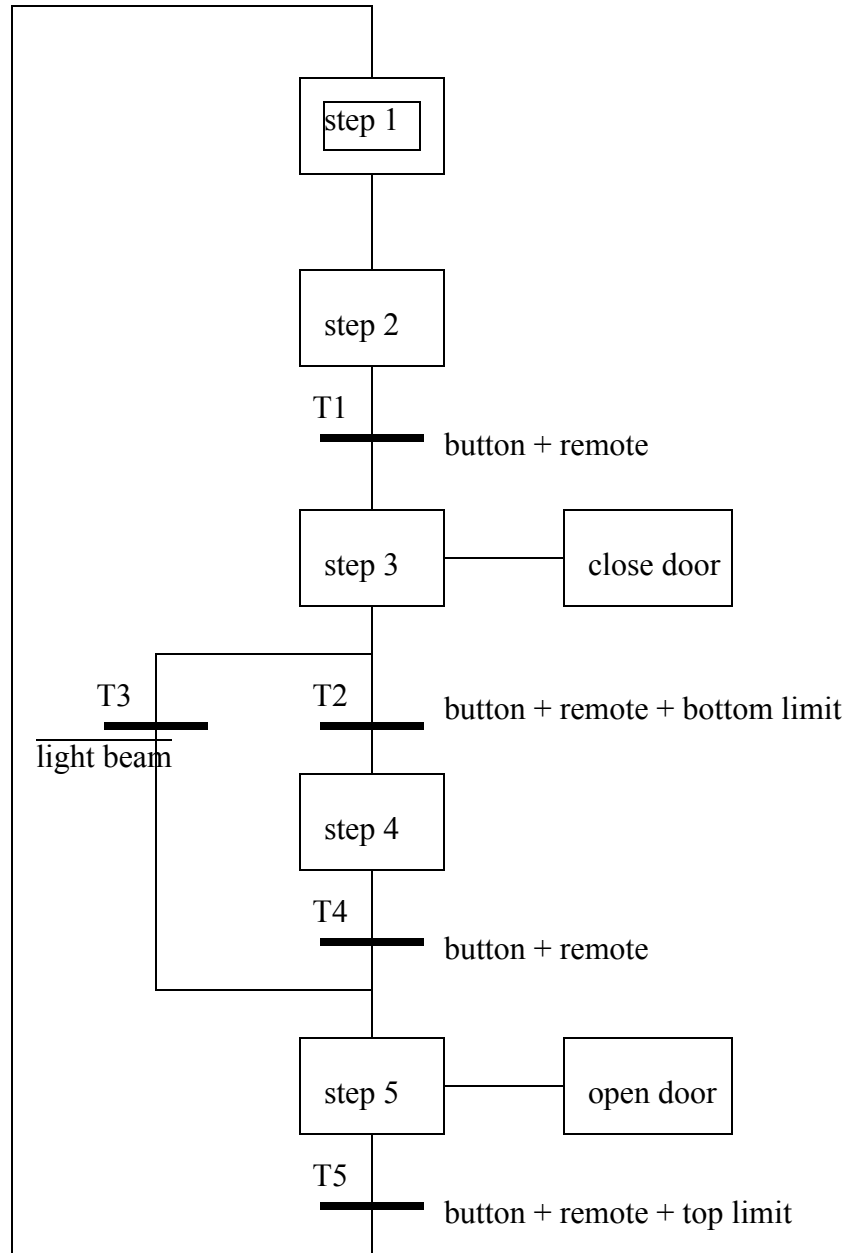 step 1
step 2
T1
button + remote
step 3
close door
T3
T2
button + remote + bottom limit
light beam
step 4
T4
button + remote
step 5
open door
T5
button + remote + top limit